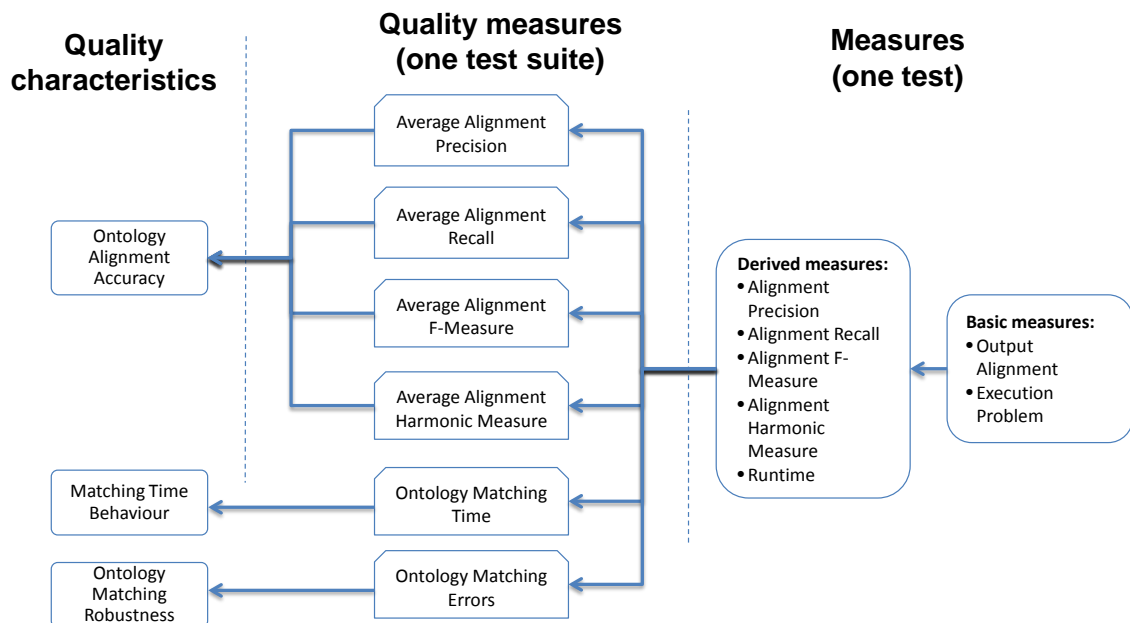 Quality
characteristics
Quality measures
(one test suite)
Measures
(one test)
Ontology
Alignment
Accuracy
Matching Time
Behaviour
Ontology
Matching
Robustness
Average Alignment
Precision
Average Alignment
Recall
Average Alignment
F-Measure
Average Alignment
Harmonic Measure
Ontology Matching
Time
Ontology Matching
Errors
Derived measures:
• Alignment
Precision
• Alignment Recall
• Alignment F-
Measure
• Alignment
Harmonic
Measure
• Runtime
Basic measures:
• Output
Alignment
• Execution
Problem